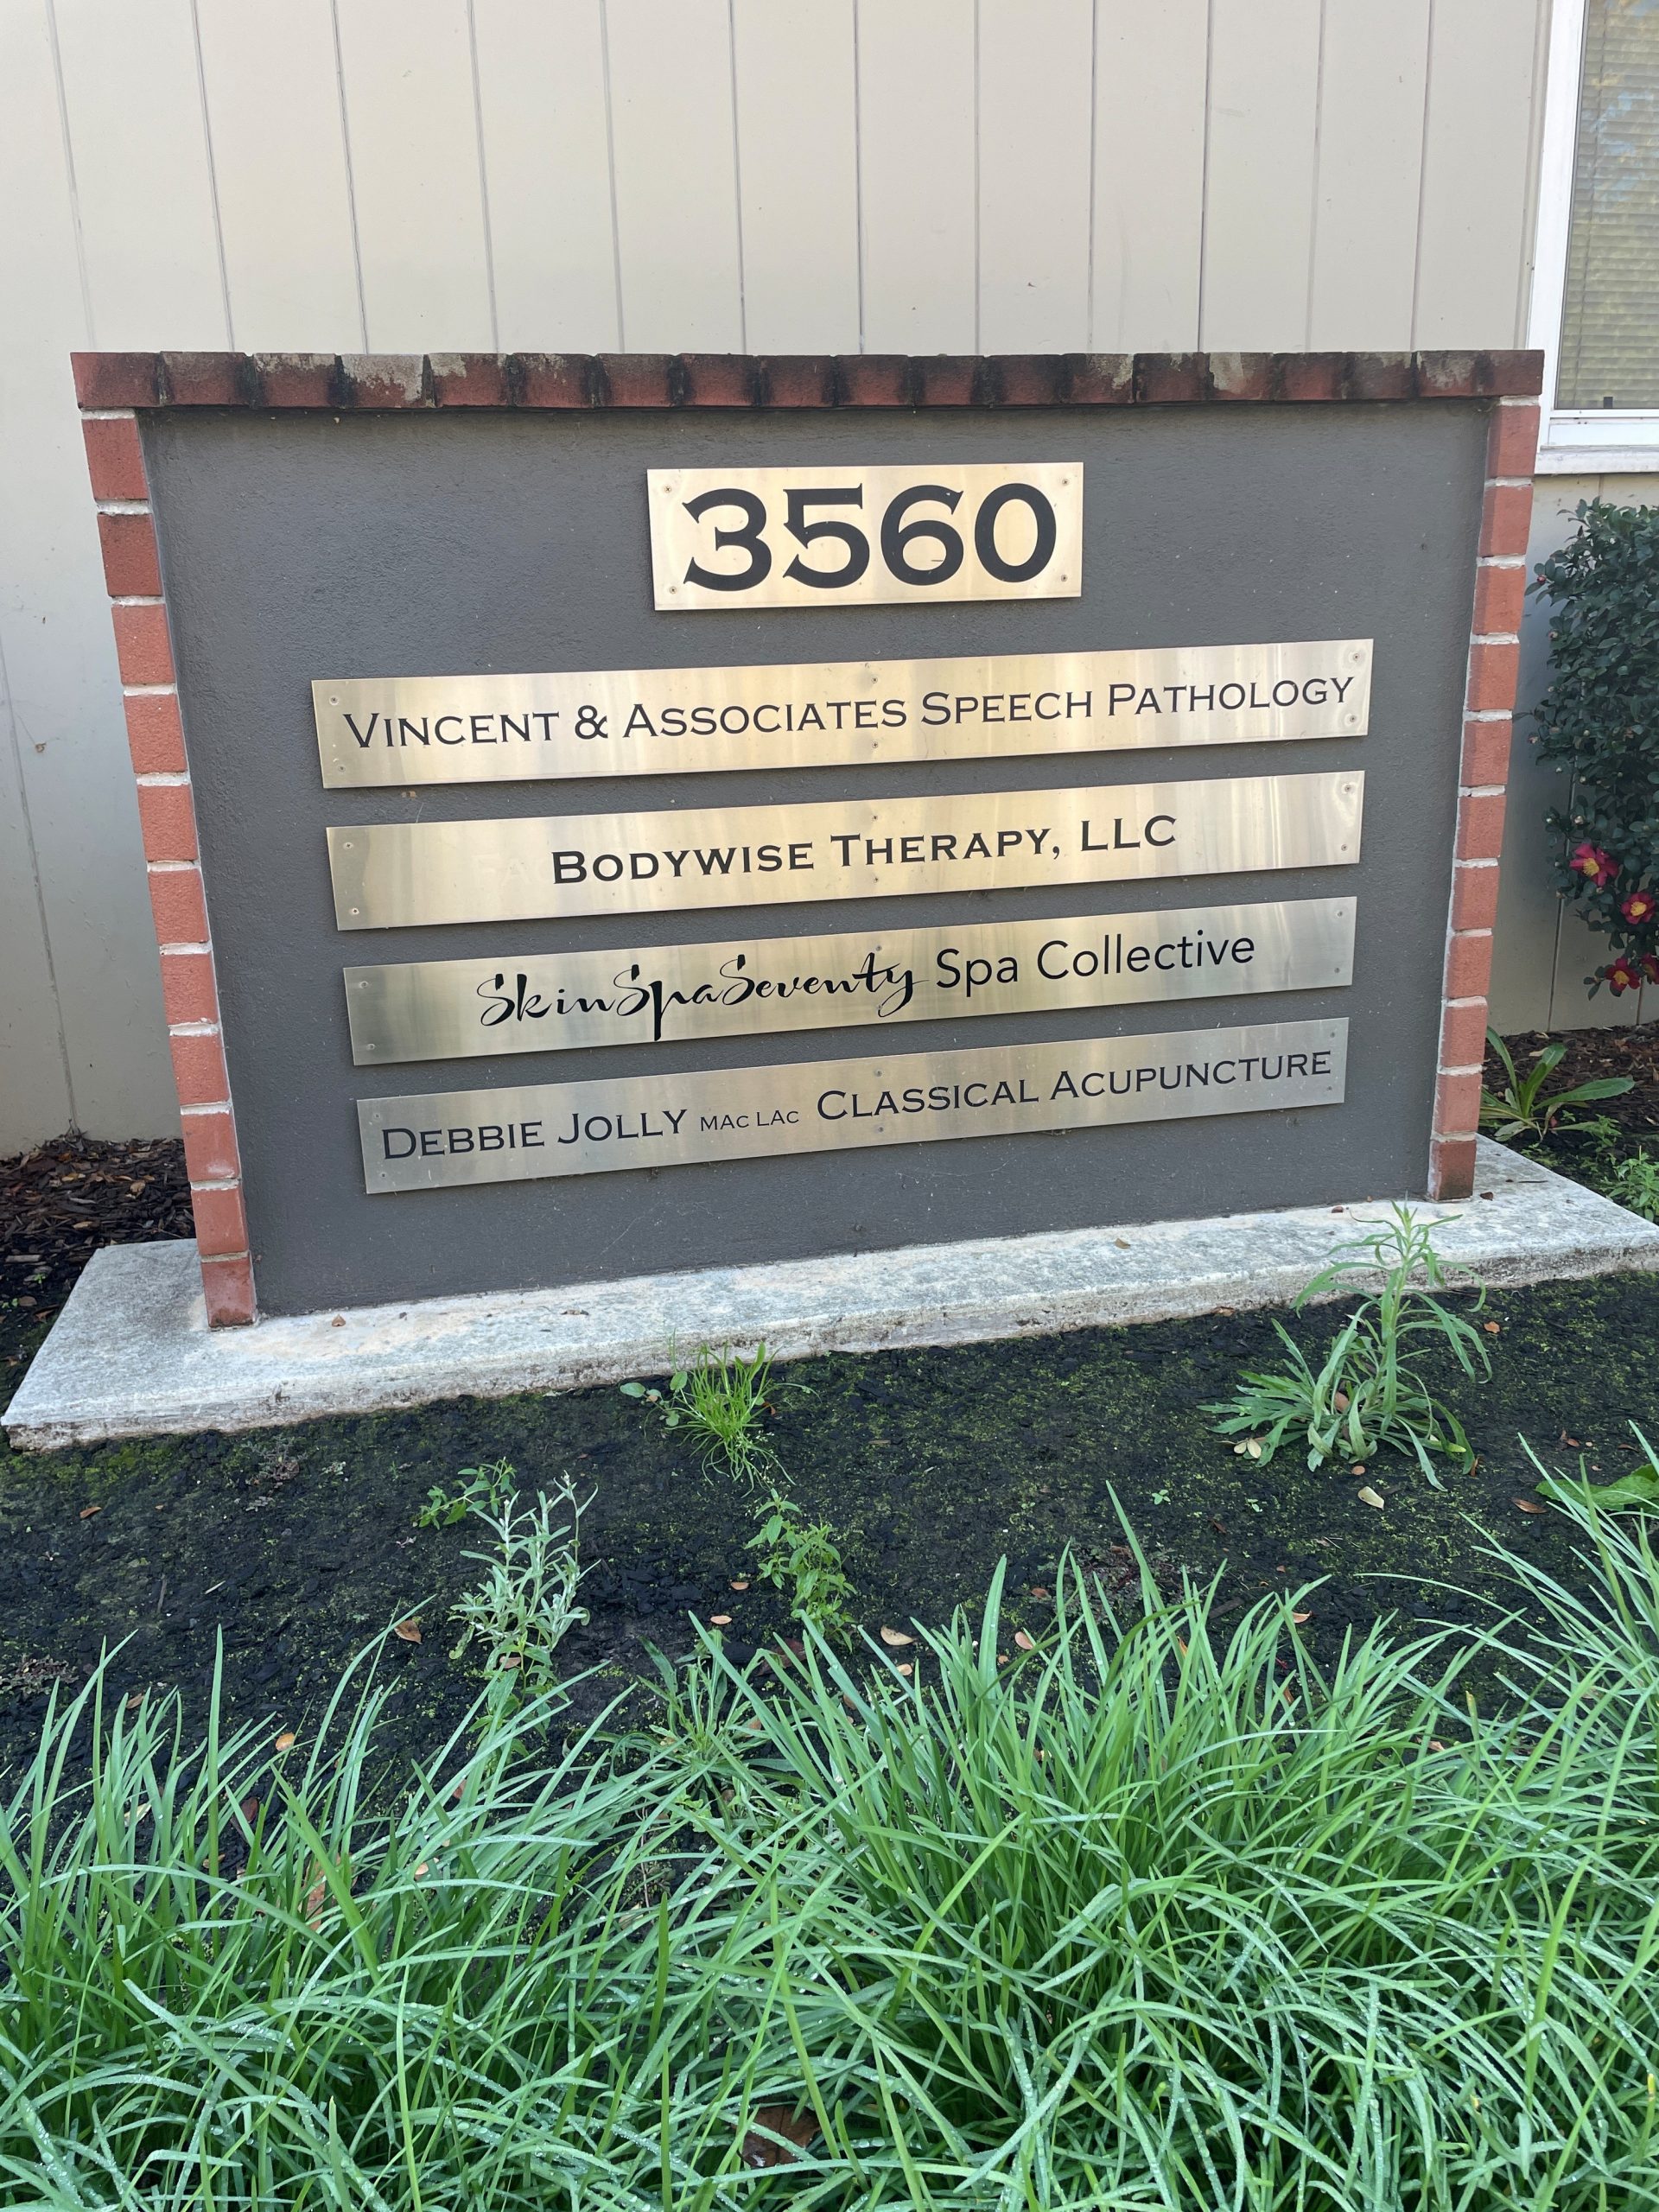 3560
VINCENT & ASSOCIATES SPEECH PATHOLOGY
BODYWISE THERAPY, LLC
SkinSpaSeventy Spa Collective
DEBBIE JOLLY MAC LAC CLASSICAL ACUPUNCTURE